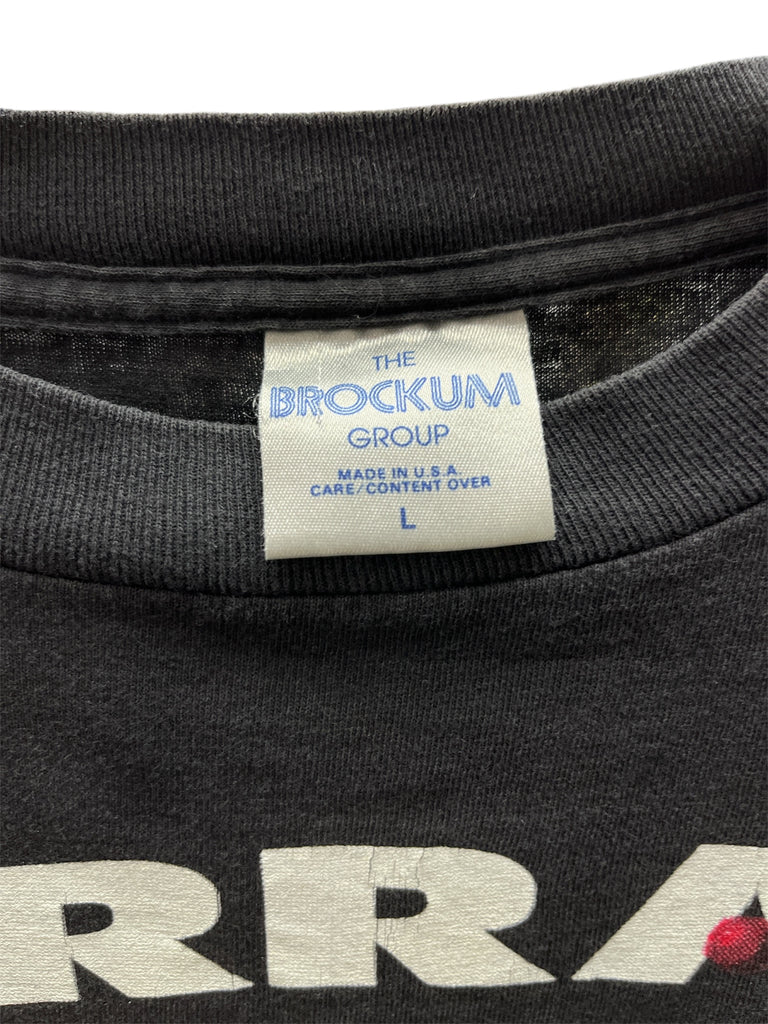 THE
BROCKUM
GROUP
MADE IN U.S.A.
CARE/CONTENT OVER
L
RRA